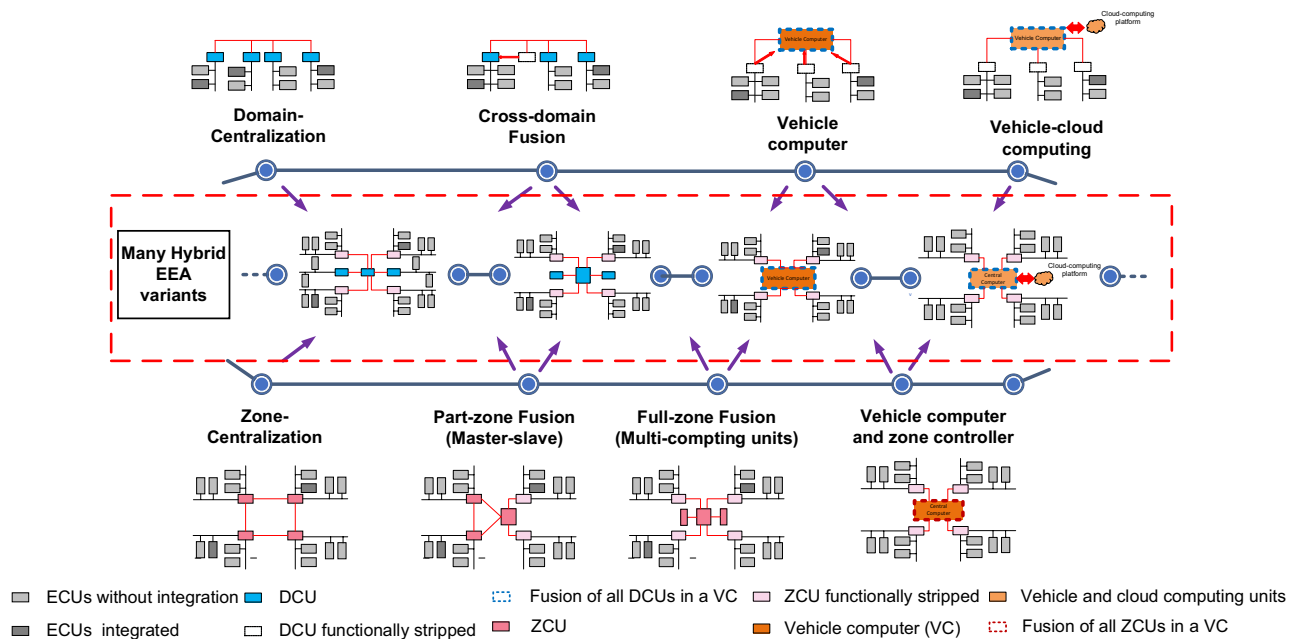 Cloud-computing
platform
Vehicle Computer
Vehicle Computer
Domain-
Centralization
Cross-domain
Fusion
Vehicle
computer
Vehicle-cloud
computing
Many Hybrid
EEA
variants
Vehicle Computer
Central
Computer
Cloud-computing
platform
Zone-
Centralization
Part-zone Fusion
(Master-slave)
Full-zone Fusion
(Multi-compting units)
Vehicle computer
and zone controller
Central
Computer
ECUs without integration
DCU
Fusion of all DCUs in a VC
ZCU functionally stripped
Vehicle and cloud computing units
ECUs integrated
DCU functionally stripped
ZCU
Vehicle computer (VC)
Fusion of all ZCUs in a VC